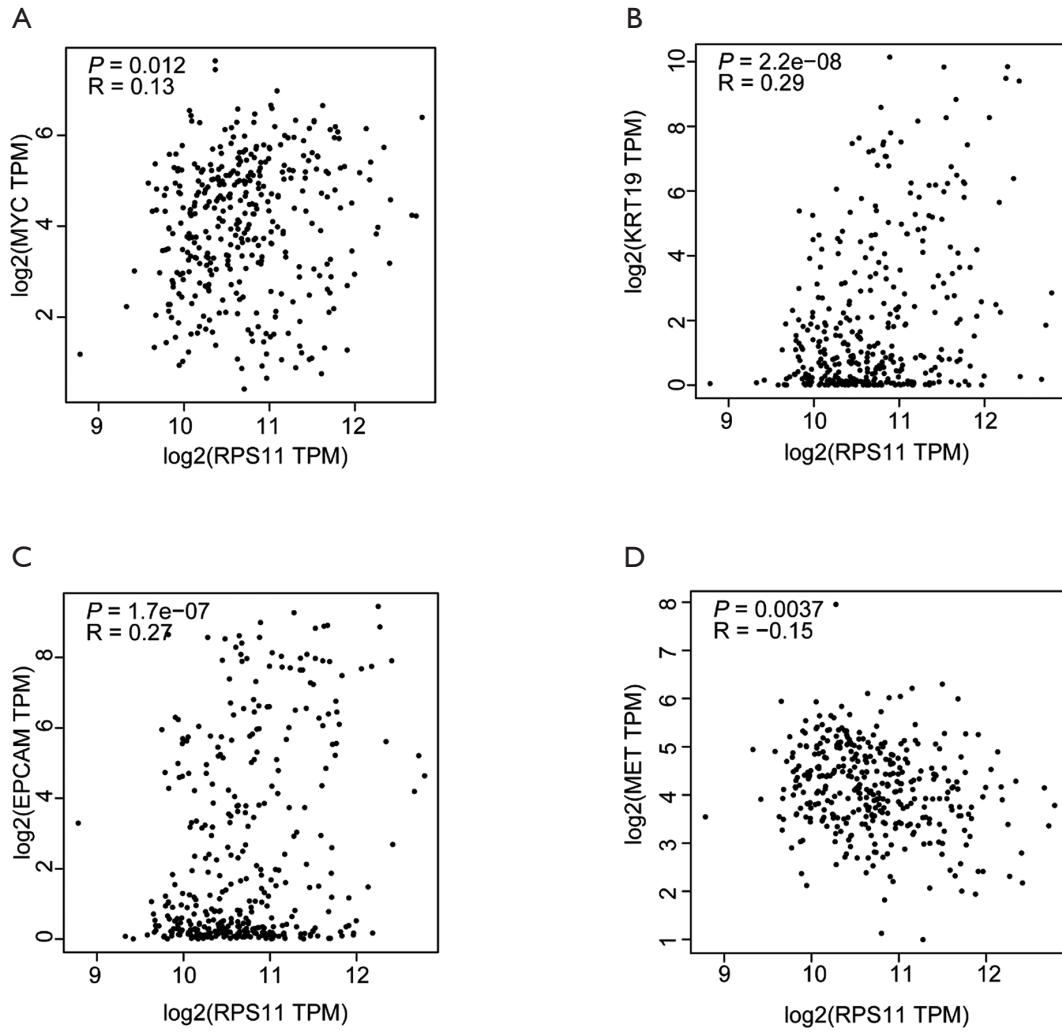 A
P = 0.012
R = 0.13
log2(MYC TPM)
6
4
2
9 10 11 12
log2(RPS11 TPM)
B
P = 2.2e−08
R = 0.29
log2(KRT19 TPM)
10
8
6
4
2
0
9 10 11 12
log2(RPS11 TPM)
C
P = 1.7e−07
R = 0.27
log2(EPCAM TPM)
8
6
4
2
0
9 10 11 12
log2(RPS11 TPM)
D
P = 0.0037
R = −0.15
log2(MET TPM)
8
7
6
5
4
3
2
1
9 10 11 12
log2(RPS11 TPM)